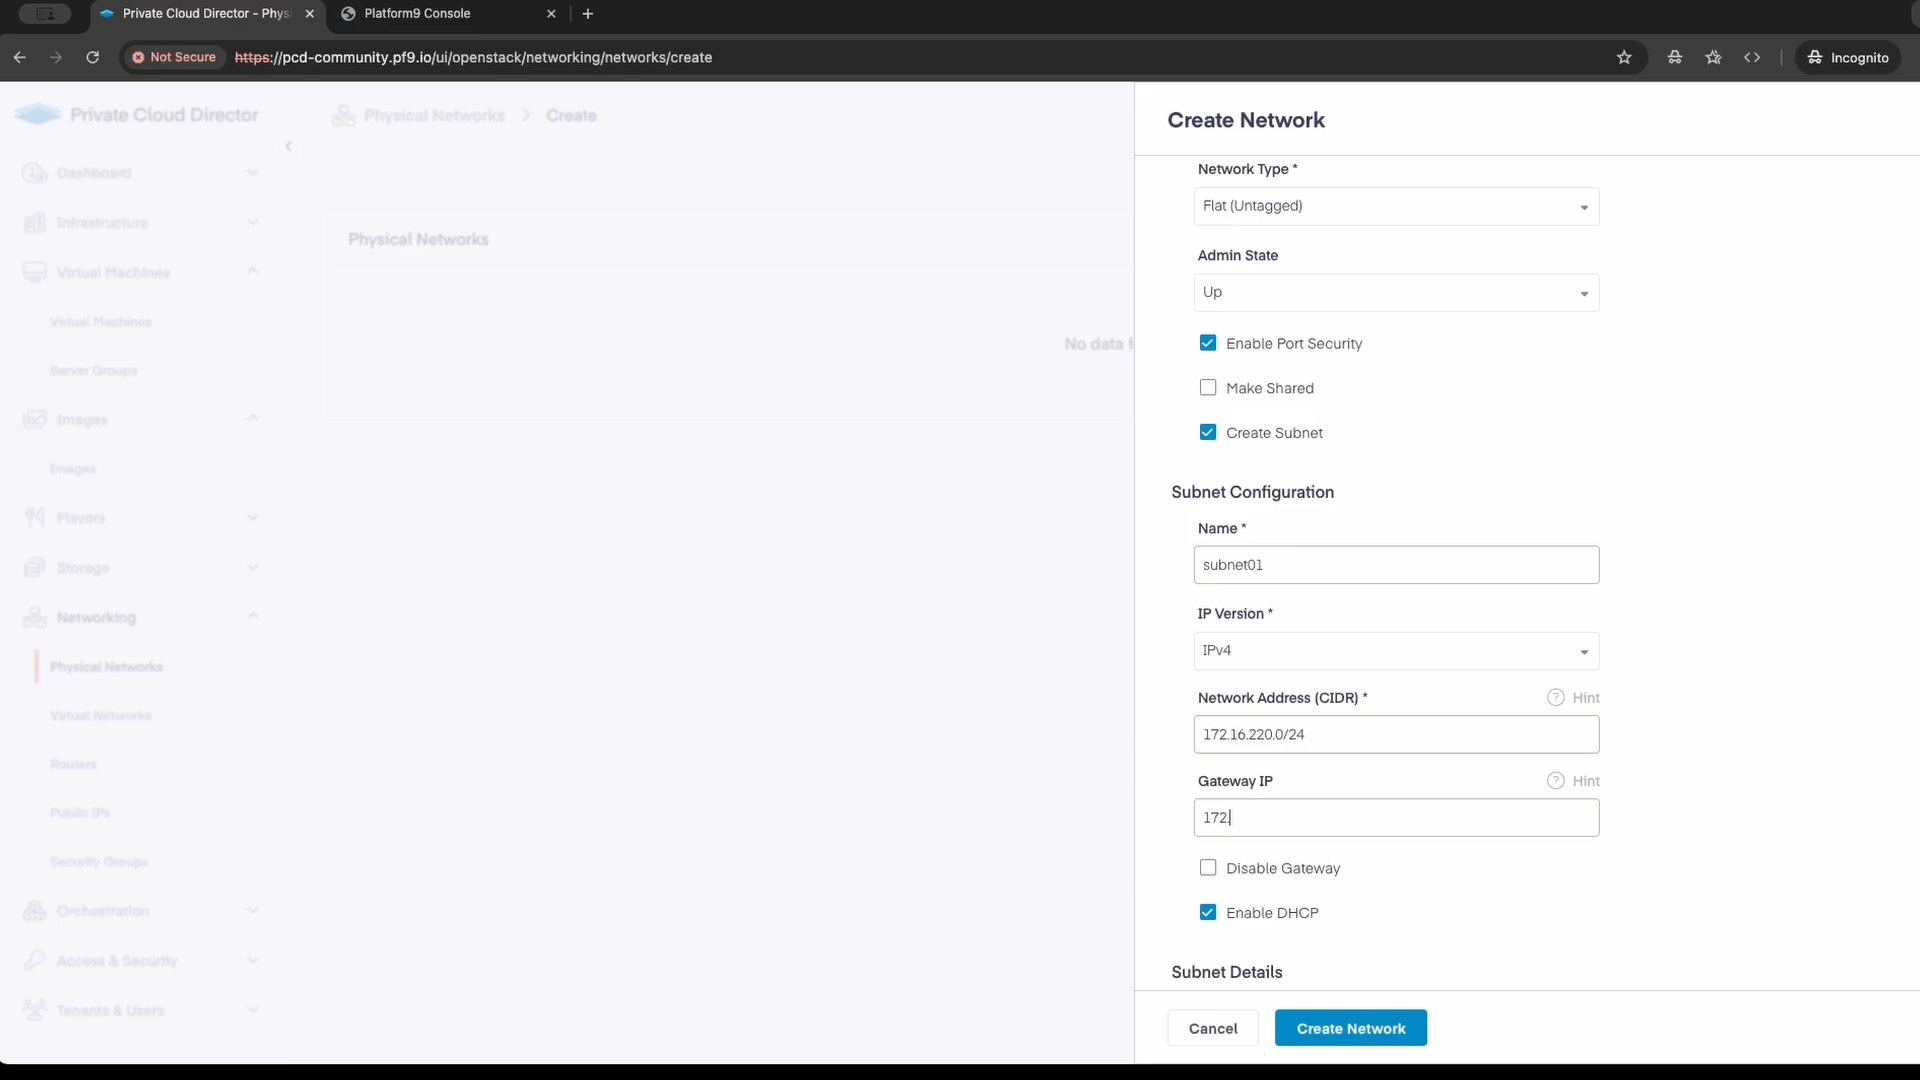 Private Cloud Director - Physi
Platform9 Console
Not Secure
https://pcd-community.pf9.io/ui/openstack/networking/networks/create
Incognito
Private Cloud Director
Physical Networks
Create
Create Network
Dashboard
Infrastructure
Virtual Machines
Virtual Machines
Server Groups
Images
Images
Flavors
Storage
Networking
Physical Networks
Virtual Networks
Routers
Public IPs
Security Groups
Orchestration
Access & Security
Tenants & Users
Physical Networks
No data f
Network Type *
Flat (Untagged)
Admin State
Up
Enable Port Security
Make Shared
Create Subnet
Subnet Configuration
Name *
subnet01
IP Version *
IPv4
Network Address (CIDR) *
Hint
172.16.220.0/24
Gateway IP
Hint
172.
Disable Gateway
Enable DHCP
Subnet Details
Cancel
Create Network